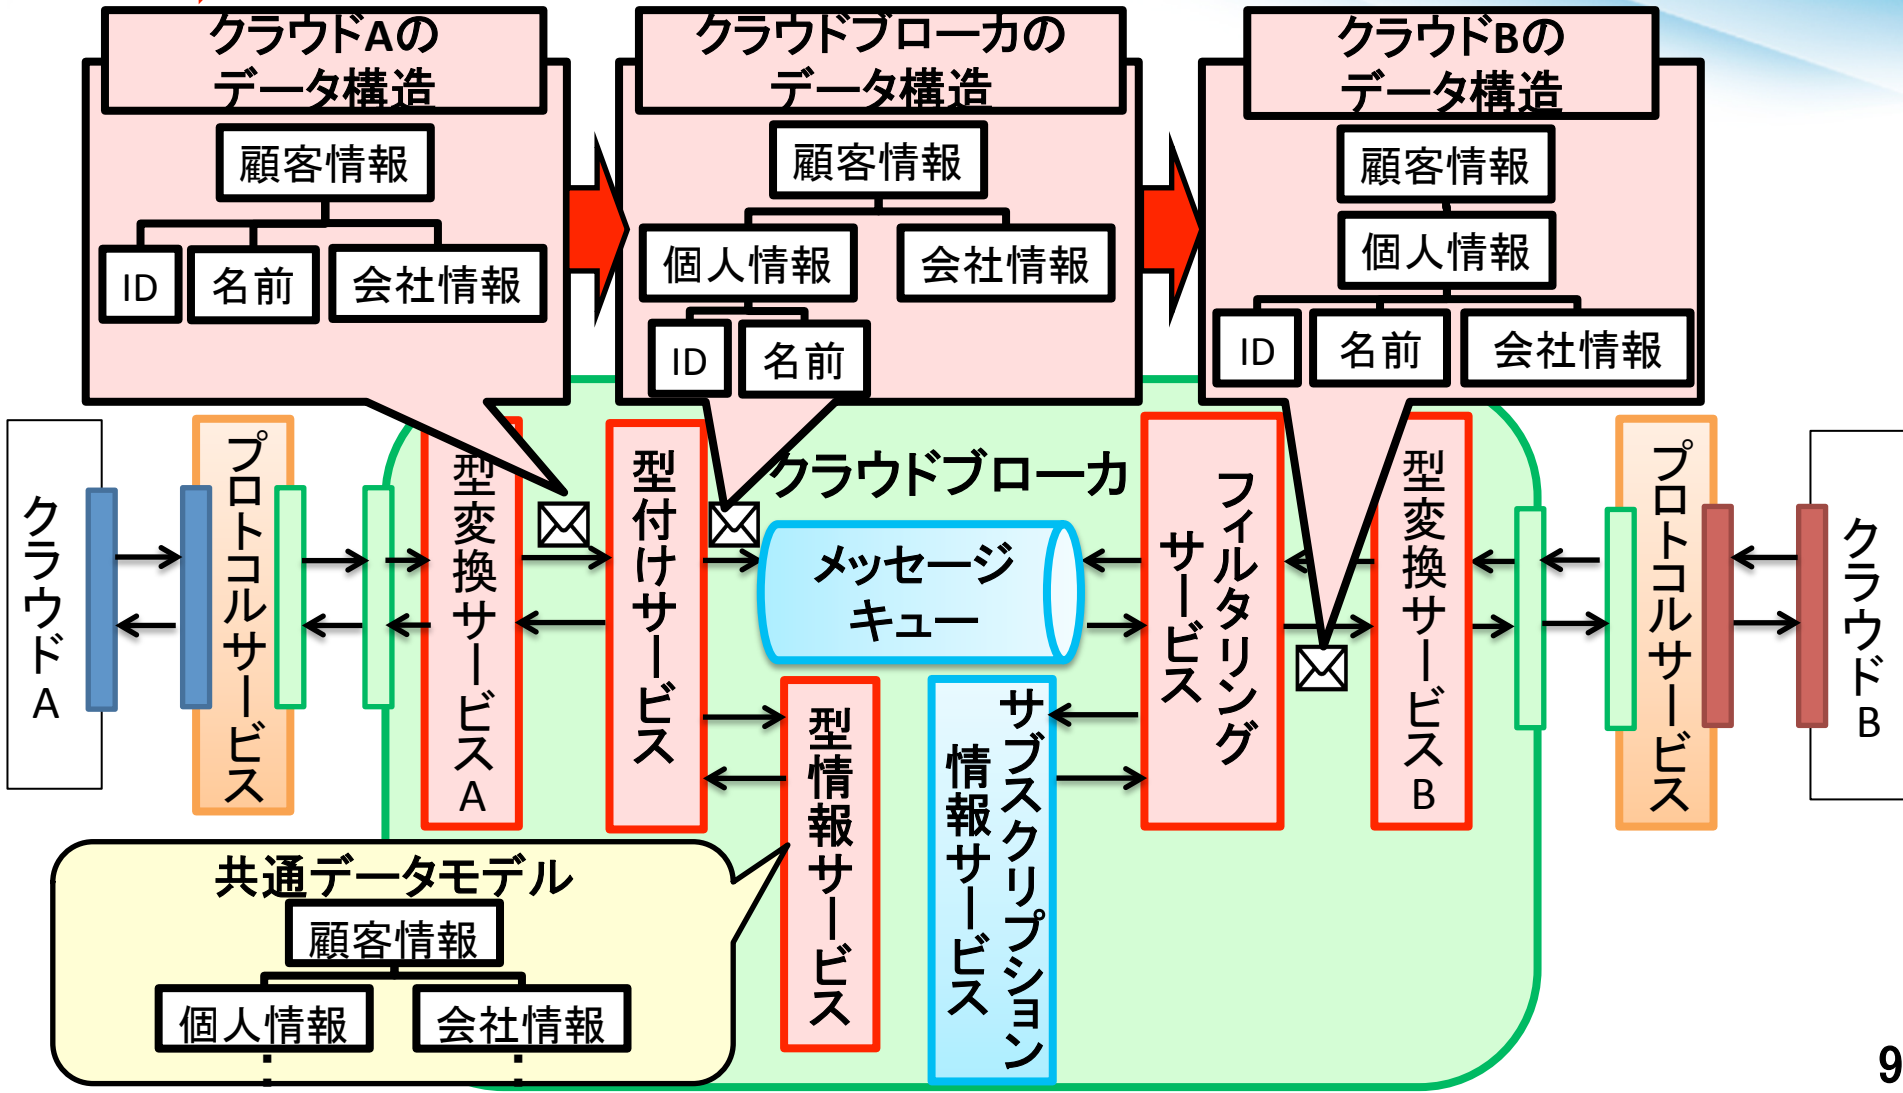 クラウドAの
データ構造
顧客情報
ID
名前
会社情報
クラウドブローカの
データ構造
顧客情報
個人情報
会社情報
ID
名前
クラウドBの
データ構造
顧客情報
個人情報
ID
名前
会社情報
クラウドA
プロトコルサービス
型変換サービスA
型付けサービス
クラウドブローカ
メッセージ
キュー
フィルタリング
サービス
型変換サービスB
プロトコルサービス
クラウドB
型情報サービス
サブスクリプション
情報サービス
共通データモデル
顧客情報
個人情報
会社情報
9